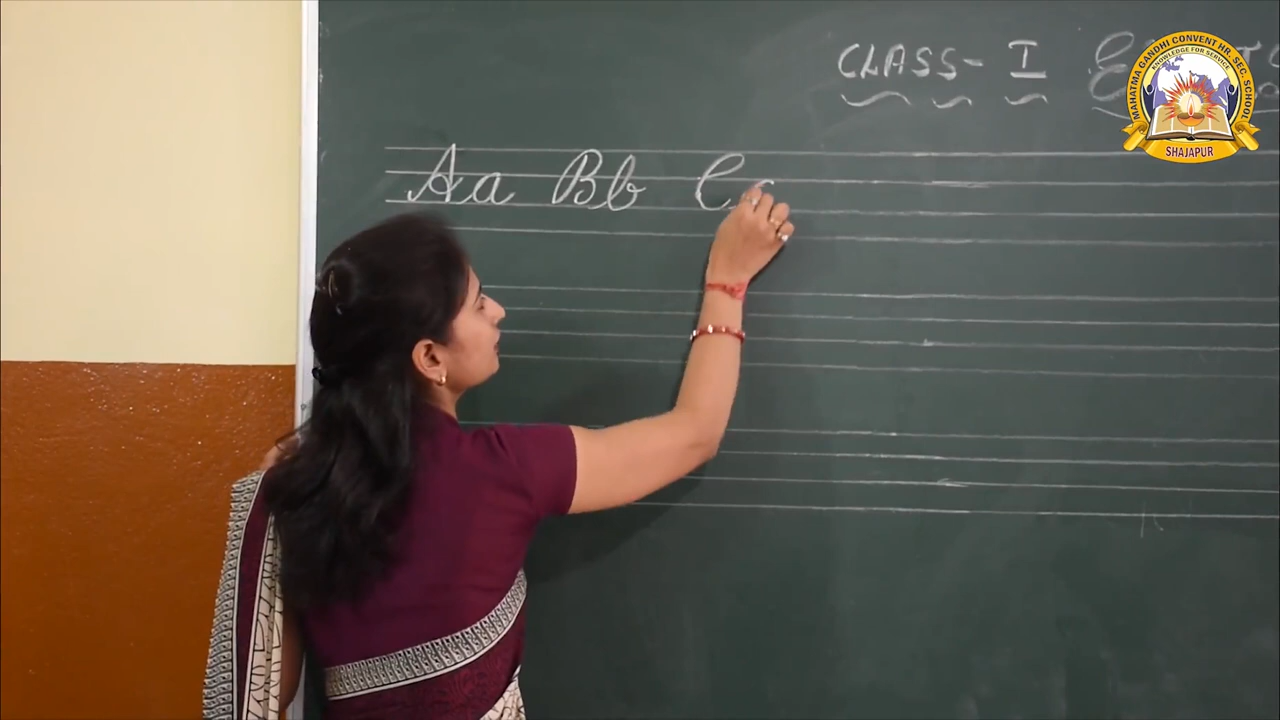 CLASS - I
Aa Bb C
MAHATMA GANDHI CONVENT HR. SEC. SCHOOL
KNOWLEDGE FOR SERVICE
SHAJAPUR